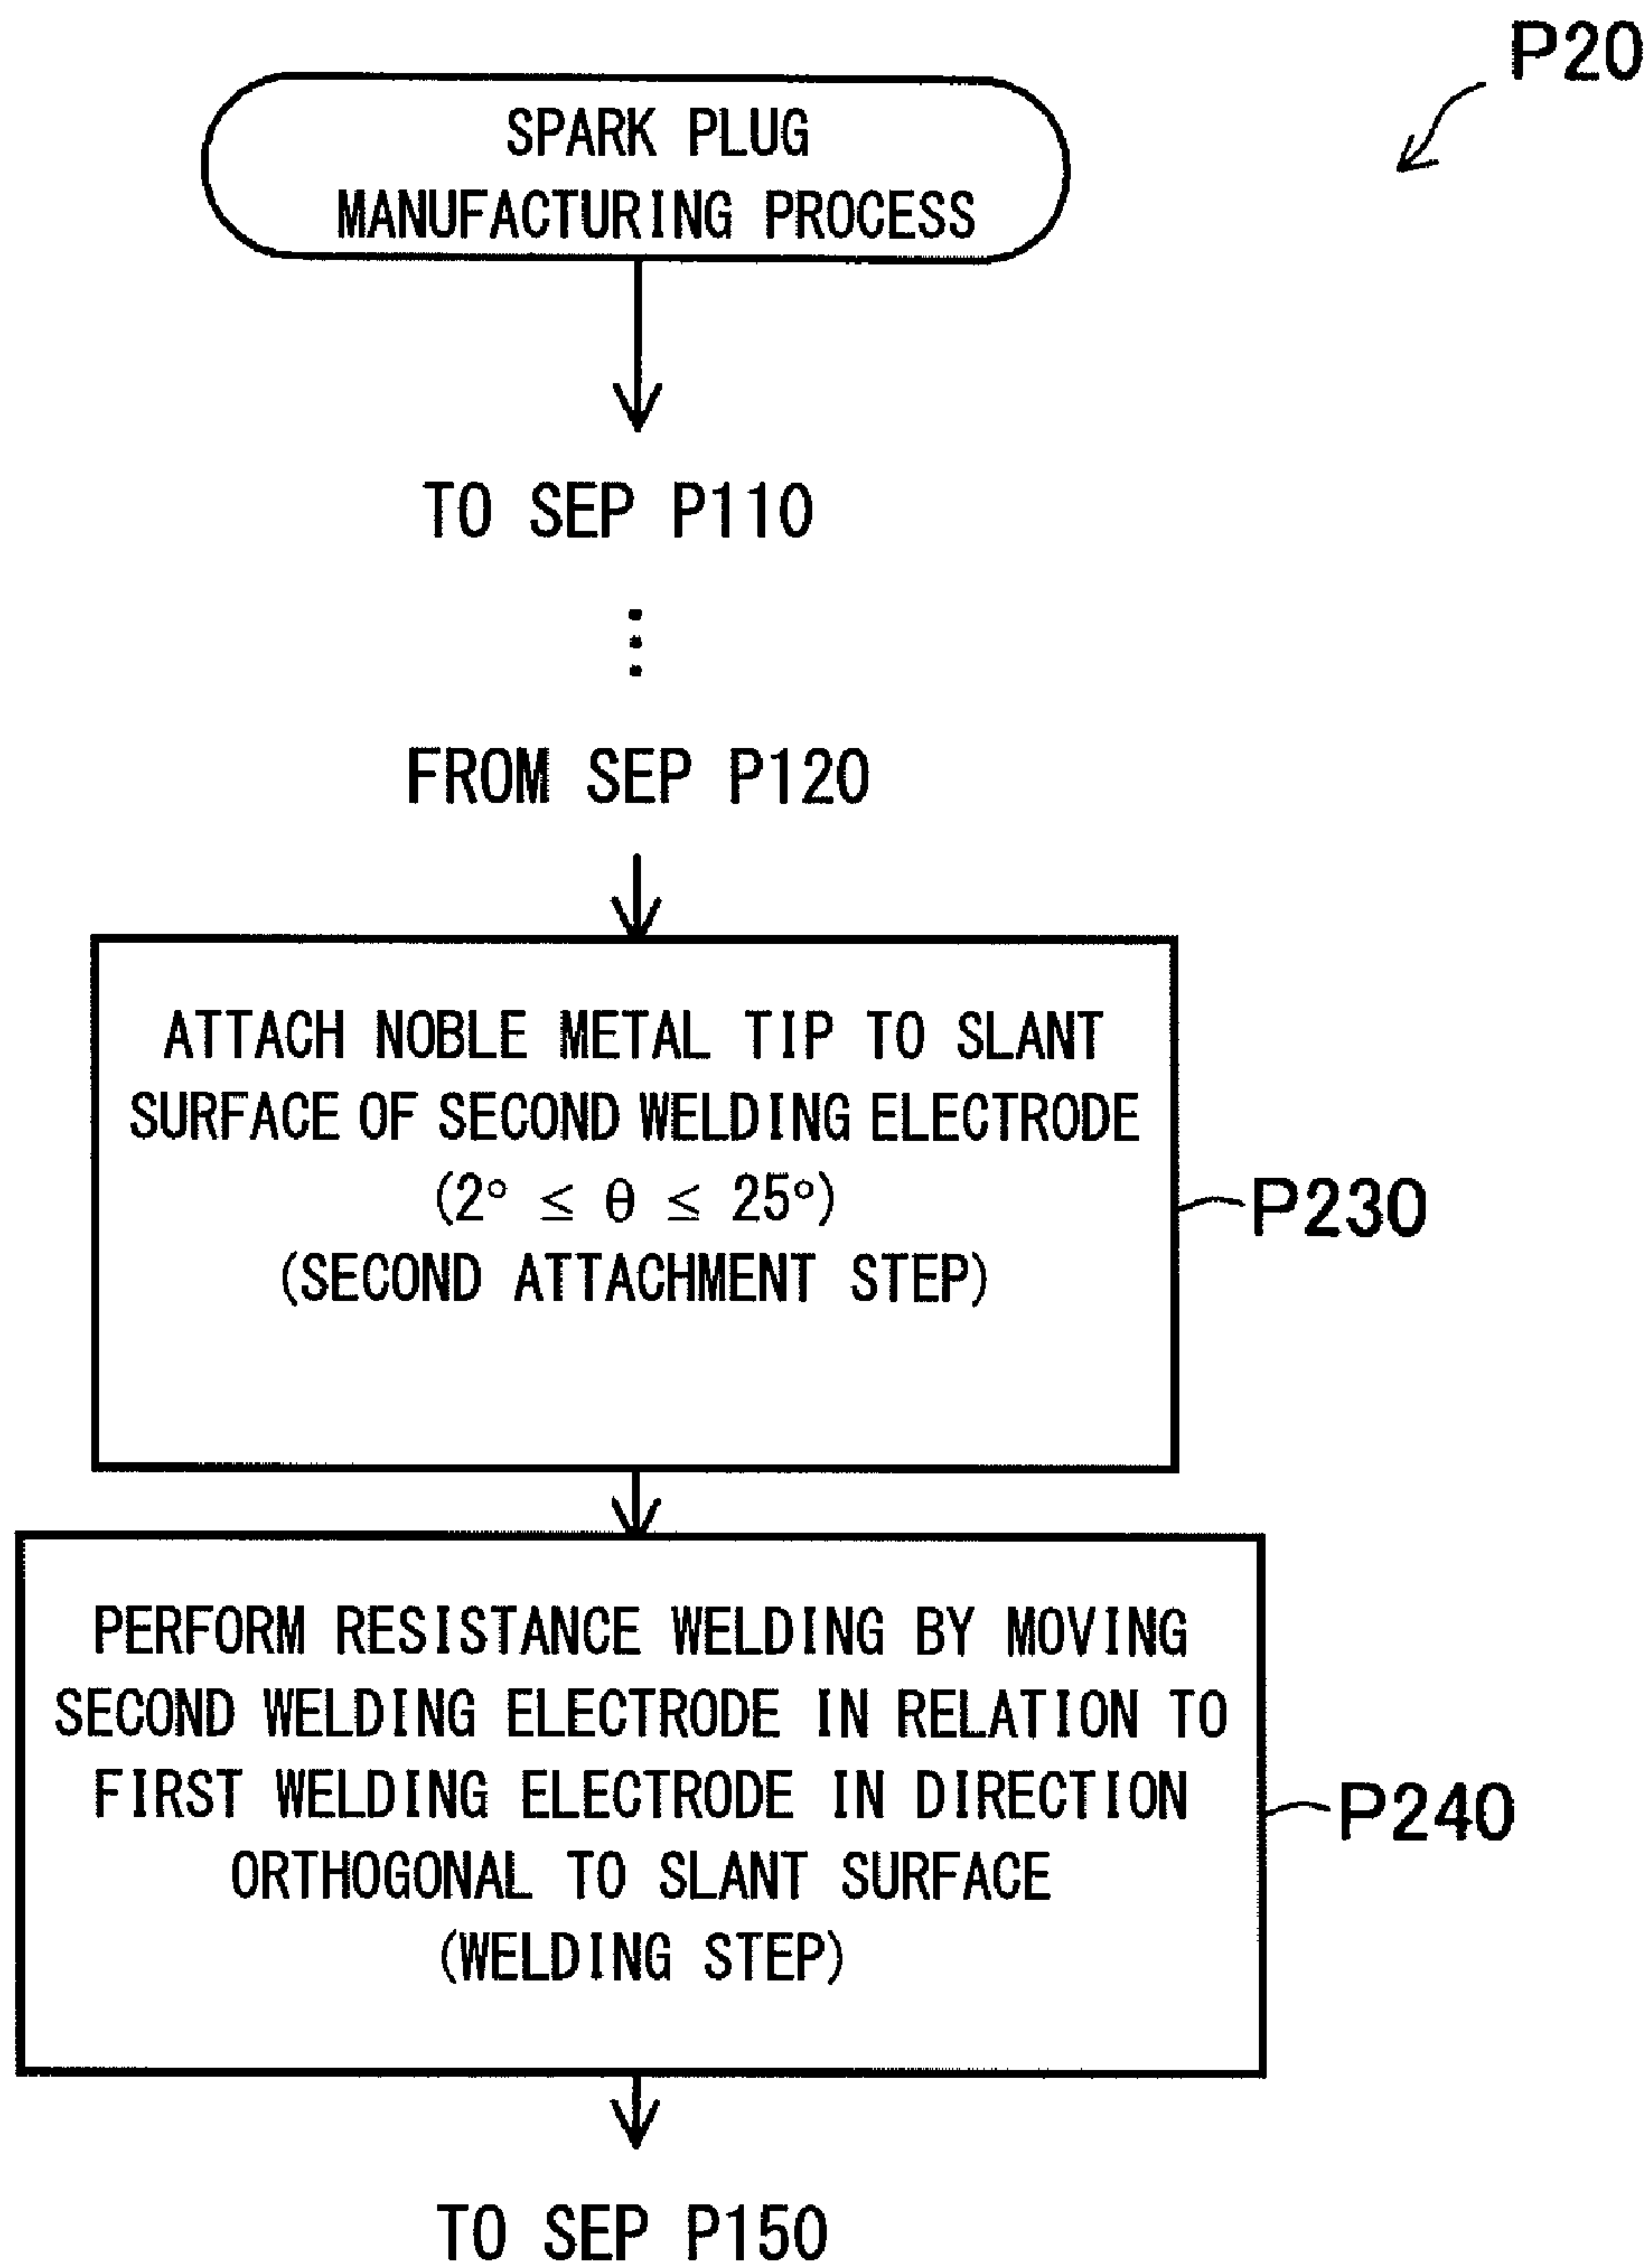 P20
SPARK PLUG
MANUFACTURING PROCESS
TO SEP P110
FROM SEP P120
ATTACH NOBLE METAL TIP TO SLANT
SURFACE OF SECOND WELDING ELECTRODE
(2° ≤ θ ≤ 25°)
(SECOND ATTACHMENT STEP)
P230
PERFORM RESISTANCE WELDING BY MOVING
SECOND WELDING ELECTRODE IN RELATION TO
FIRST WELDING ELECTRODE IN DIRECTION
ORTHOGONAL TO SLANT SURFACE
(WELDING STEP)
P240
TO SEP P150